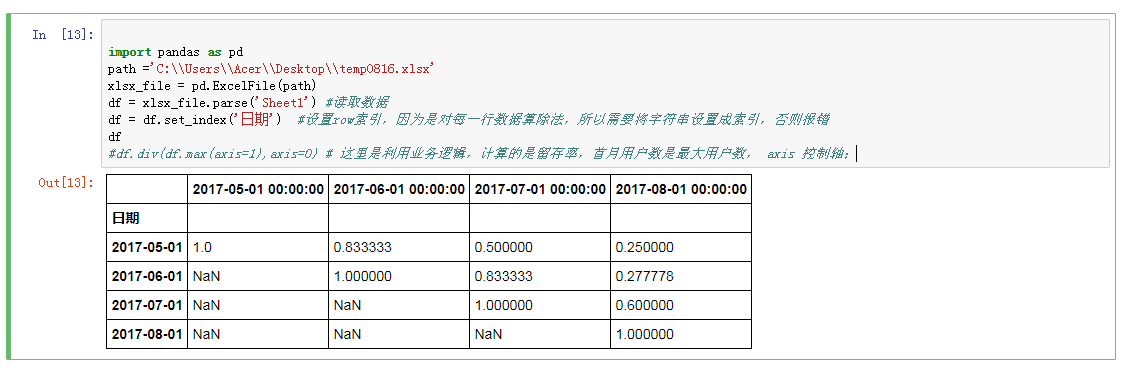 In [13]:
import pandas as pd
path ='C:\\Users\\Acer\\Desktop\\temp0816.xlsx'
xlsx_file = pd.ExcelFile(path)
df = xlsx_file.parse('Sheet1') #读取数据
df = df.set_index('日期')  #设置row索引，因为是对每一行数据算除法，所以需要将字符串设置成索引，否则报错
df
#df.div(df.max(axis=1),axis=0) # 这里是利用业务逻辑，计算的是留存率，首月用户数是最大用户数， axis 控制轴；
Out[13]:
2017-05-01 00:00:00 2017-06-01 00:00:00 2017-07-01 00:00:00 2017-08-01 00:00:00
日期
2017-05-01 1.0 0.833333 0.500000 0.250000
2017-06-01 NaN 1.000000 0.833333 0.277778
2017-07-01 NaN NaN 1.000000 0.600000
2017-08-01 NaN NaN NaN 1.000000